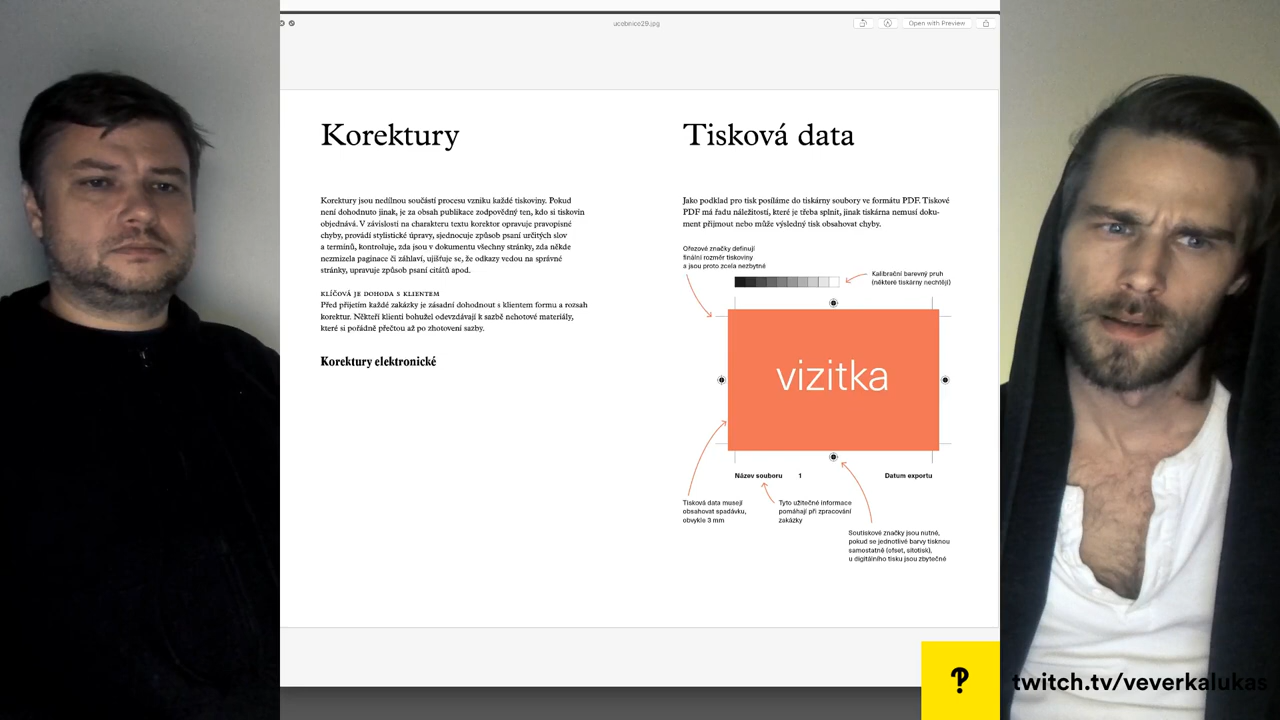 ucebnice29.jpg
Open with Preview
Korektury
Korektury jsou nedílnou součástí procesu vzniku každé tiskoviny. Pokud
není dohodnuto jinak, je za obsah publikace zodpovědný ten, kdo si tiskovin
objednává. V závislosti na charakteru textu korektor opravuje pravopisné
chyby, provádí stylistické úpravy, sjednocuje způsob psaní určitých slov
a termínů, kontroluje, zda jsou v dokumentu všechny stránky, zda někde
nezmizela paginace či záhlaví, ujišťuje se, že odkazy vedou na správné
stránky, upravuje způsob psaní citátů apod.
KLÍČOVÁ JE DOHODA S KLIENTEM
Před přijetím každé zakázky je zásadní dohodnout s klientem formu a rozsah
korektur. Někteří klienti bohužel odevzdávají k sazbě nehotové materiály,
které si pořádně přečtou až po zhotovení sazby.
Korektury elektronické
Tisková data
Jako podklad pro tisk posíláme do tiskárny soubory ve formátu PDF. Tiskové
PDF má řadu náležitostí, které je třeba splnit, jinak tiskárna nemusí doku-
ment přijmout nebo může výsledný tisk obsahovat chyby.
Ořezové značky definují
finální rozměr tiskoviny
a jsou proto zcela nezbytné
Kalibrační barevný pruh
(některé tiskárny nechtějí)
vizitka
Název souboru 1 Datum exportu
Tisková data musejí
obsahovat spadávku,
obvykle 3 mm
Tyto užitečné informace
pomáhají při zpracování
zakázky
Soutiskové značky jsou nutné,
pokud se jednotlivé barvy tisknou
samostatně (ofset, sítotisk),
u digitálního tisku jsou zbytečné
?
twitch.tv/veverkalukas